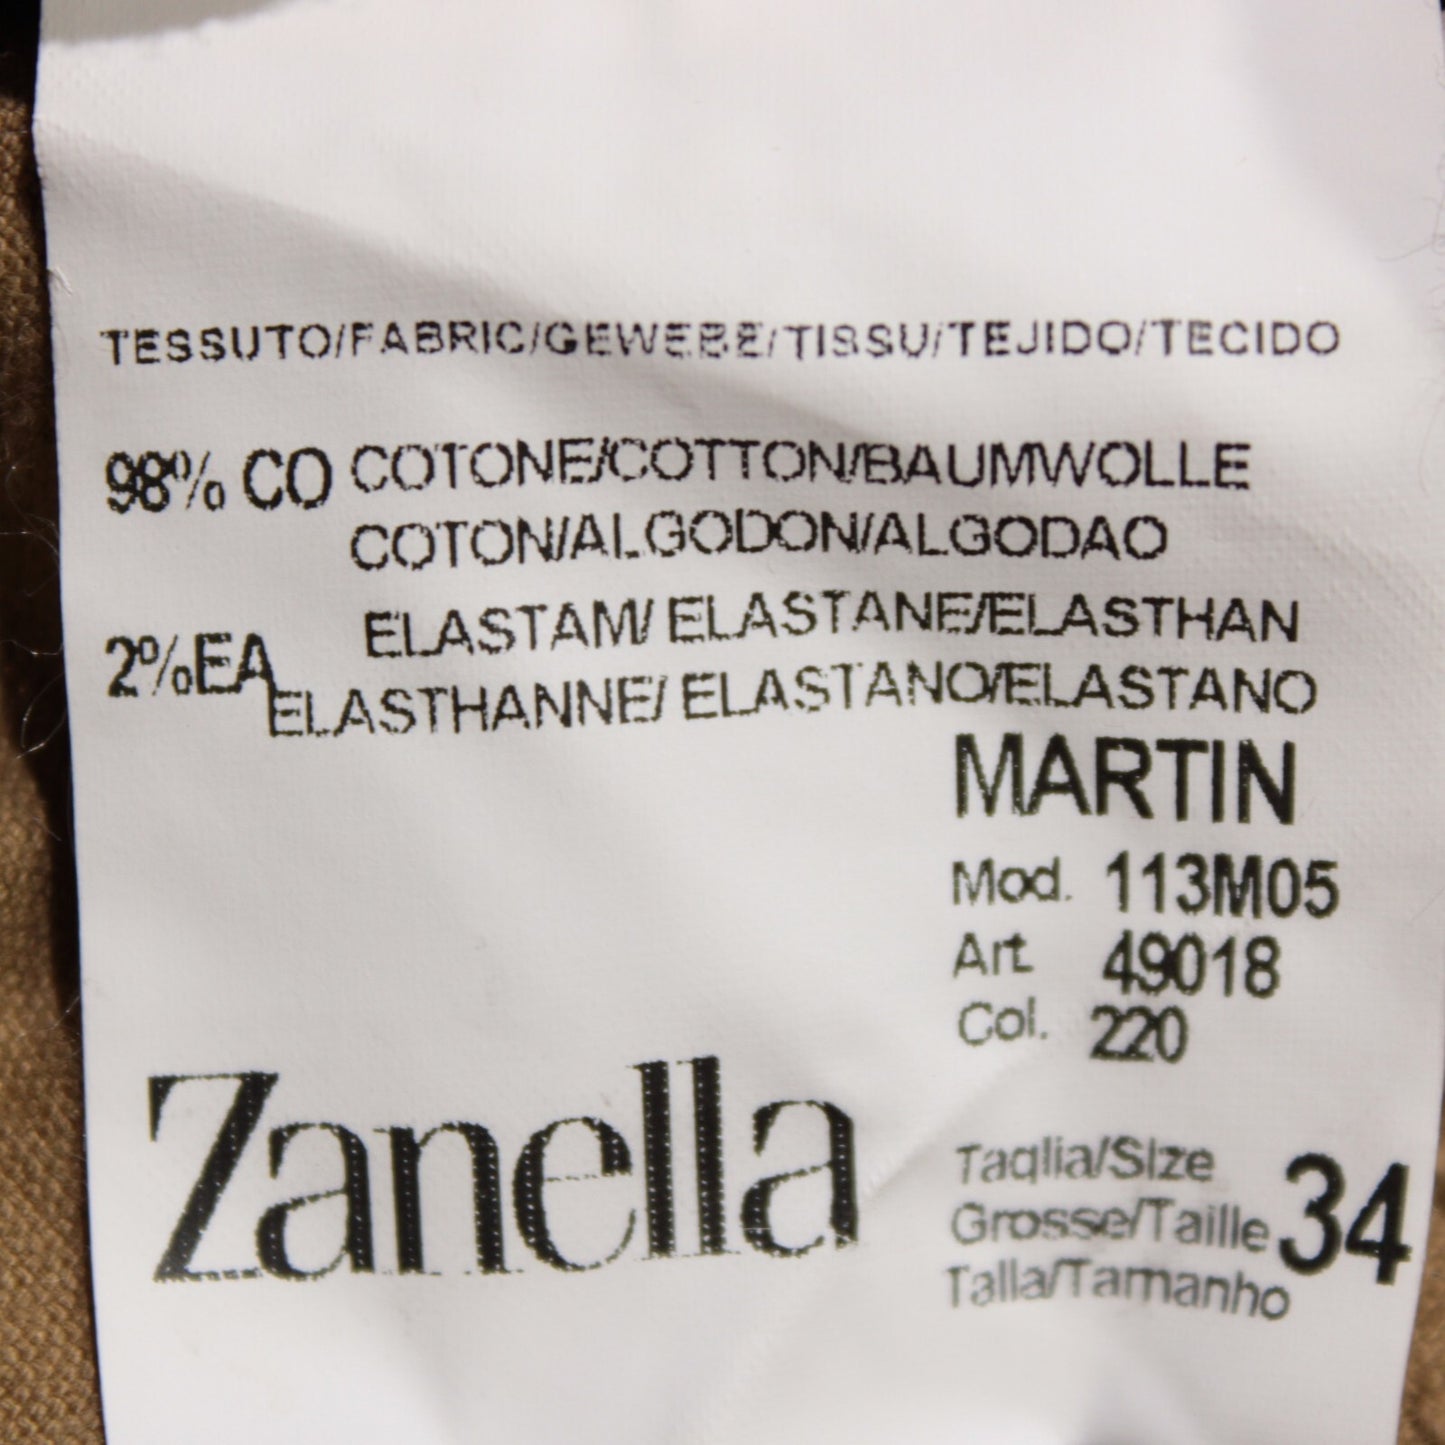 TESSUTO/FABRIC/GEWEBE/TISSU/TEJIDO/TECIDO
98% CO COTONE/COTTON/BAUMWOLLE
COTON/ALGODON/ALGODAO
2%EA ELASTAM/ ELASTANE/ELASTHAN
ELASTHANNE/ ELASTANO/ELASTANO
MARTIN
Mod. 113M05
Art. 49018
Col. 220
Zanella
Taglia/Size
Grosse/Taille 34
Talla/Tamanho